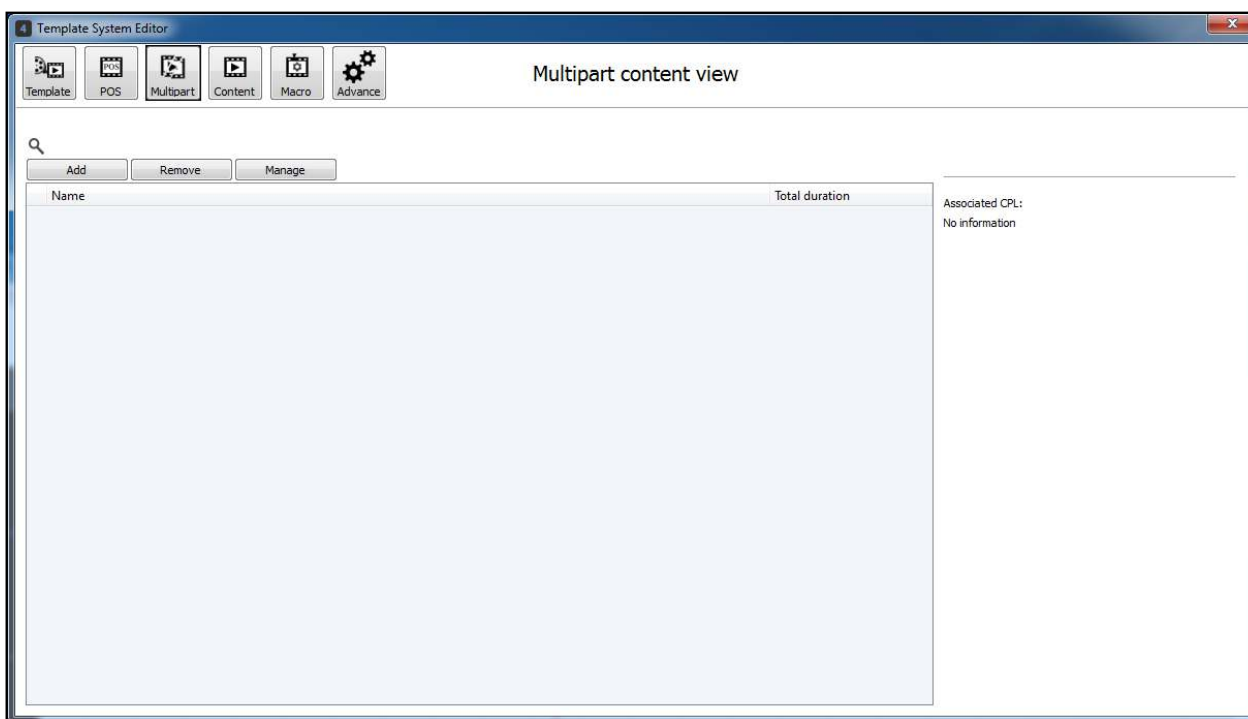 4 Template System Editor
Template POS Multipart Content Macro Advance
POS
Multipart content view
Add Remove Manage
Name Total duration
Associated CPL:
No information